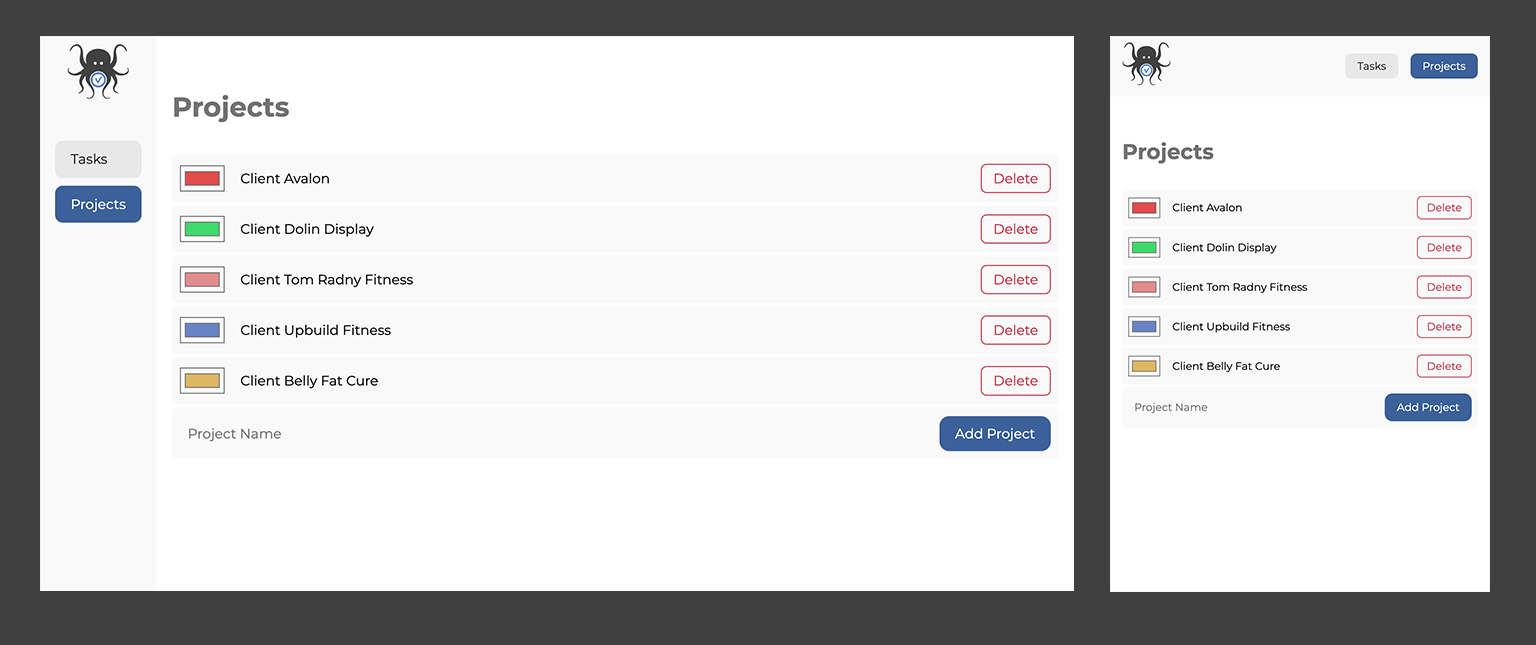 Tasks
Projects
Projects
Client Avalon
Delete
Client Dolin Display
Delete
Client Tom Radny Fitness
Delete
Client Upbuild Fitness
Delete
Client Belly Fat Cure
Delete
Project Name
Add Project
Tasks
Projects
Projects
Client Avalon
Delete
Client Dolin Display
Delete
Client Tom Radny Fitness
Delete
Client Upbuild Fitness
Delete
Client Belly Fat Cure
Delete
Project Name
Add Project